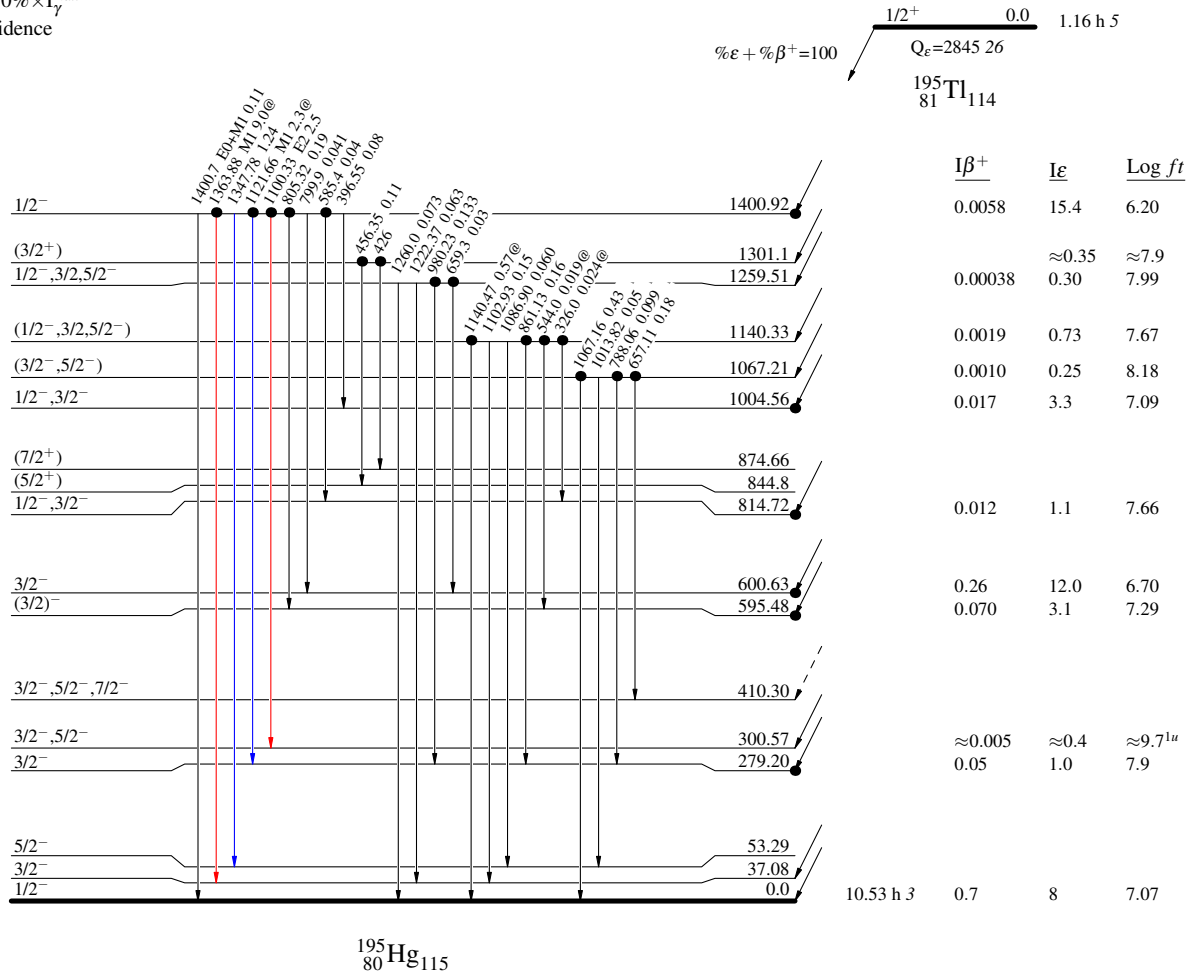 0%×Iγ
idence
1/2⁺ 0.0 1.16 h 5
%ε + %β⁺=100
Qε=2845 26
¹⁹⁵₈₁Tl₁₁₄
1400.7 E0+M1 0.11
1363.88 M1 9.0@
1347.78 1.24
1121.66 M1 2.3@
1100.33 E2 2.5
805.32 0.19
799.9 0.041
585.4 0.04
396.55 0.08
456.35 0.11
426
1260.0 0.073
1222.37 0.063
980.23 0.133
659.3 0.03
1140.47 0.57@
1102.93 0.15
1086.90 0.060
861.13 0.16
544.0 0.019@
326.0 0.024@
1067.16 0.43
1013.82 0.05
788.06 0.099
657.11 0.18
Iβ⁺ Iε Log ft
1/2⁻ 1400.92 0.0058 15.4 6.20
(3/2⁺) 1301.1 ≈0.35 ≈7.9
1/2⁻,3/2,5/2⁻ 1259.51 0.00038 0.30 7.99
(1/2⁻,3/2,5/2⁻) 1140.33 0.0019 0.73 7.67
(3/2⁻,5/2⁻) 1067.21 0.0010 0.25 8.18
1/2⁻,3/2⁻ 1004.56 0.017 3.3 7.09
(7/2⁺) 874.66
(5/2⁺) 844.8
1/2⁻,3/2⁻ 814.72 0.012 1.1 7.66
3/2⁻ 600.63 0.26 12.0 6.70
(3/2)⁻ 595.48 0.070 3.1 7.29
3/2⁻,5/2⁻,7/2⁻ 410.30
3/2⁻,5/2⁻ 300.57 ≈0.005 ≈0.4 ≈9.7¹ᵘ
3/2⁻ 279.20 0.05 1.0 7.9
5/2⁻ 53.29
3/2⁻ 37.08
1/2⁻ 0.0 10.53 h 3 0.7 8 7.07
¹⁹⁵₈₀Hg₁₁₅